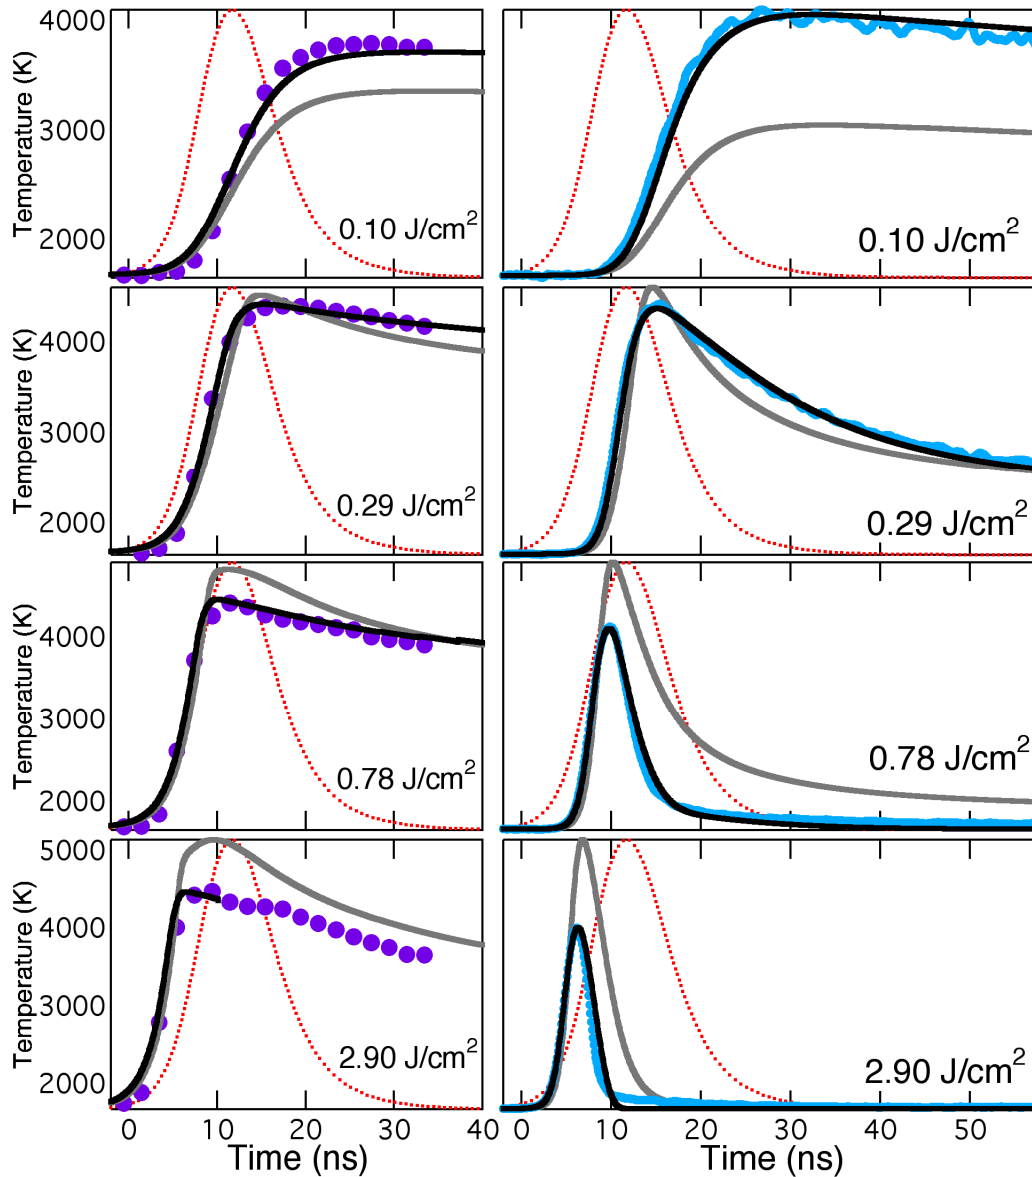 4000
3000
2000
Temperature (K)
0.10 J/cm²
0.10 J/cm²
4000
3000
2000
Temperature (K)
0.29 J/cm²
0.29 J/cm²
4000
3000
2000
Temperature (K)
0.78 J/cm²
0.78 J/cm²
5000
4000
3000
2000
Temperature (K)
2.90 J/cm²
2.90 J/cm²
0 10 20 30 40
0 10 20 30 40 50
Time (ns)
Time (ns)